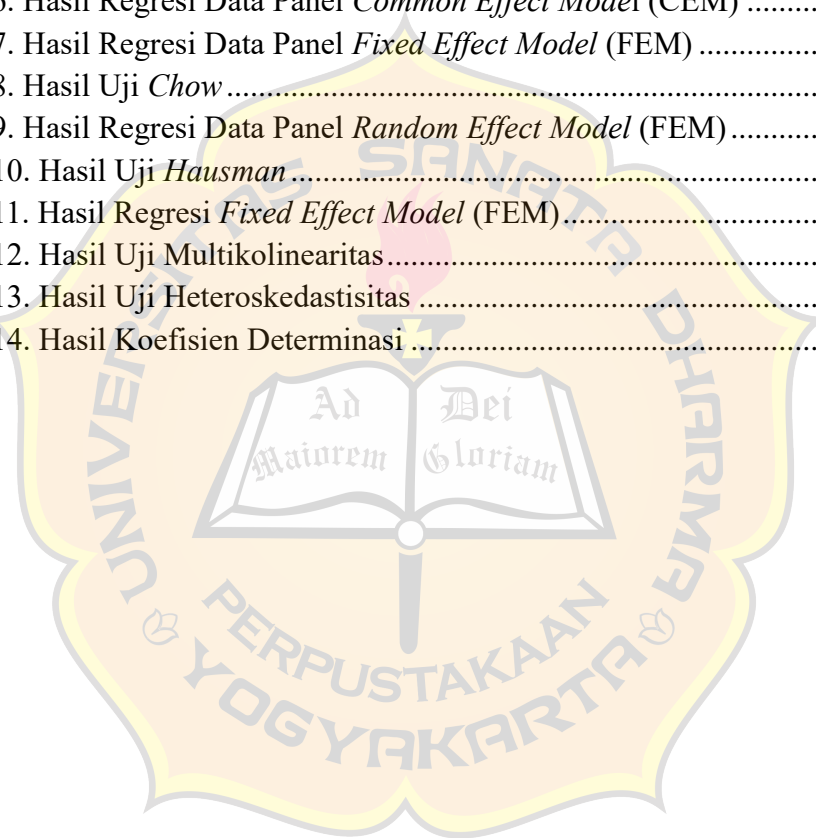 6. Hasil Regresi Data Panel Common Effect Model (CEM) ..........
7. Hasil Regresi Data Panel Fixed Effect Model (FEM) ...............
8. Hasil Uji Chow ..........................................................................
9. Hasil Regresi Data Panel Random Effect Model (FEM) ...........
10. Hasil Uji Hausman ..................................................................
11. Hasil Regresi Fixed Effect Model (FEM) ................................
12. Hasil Uji Multikolinearitas ......................................................
13. Hasil Uji Heteroskedastisitas ..................................................
14. Hasil Koefisien Determinasi ...................................................
UNIVERSITAS SANATA DHARMA
Ad Dei
Maiorem Gloriam
PERPUSTAKAAN
YOGYAKARTA